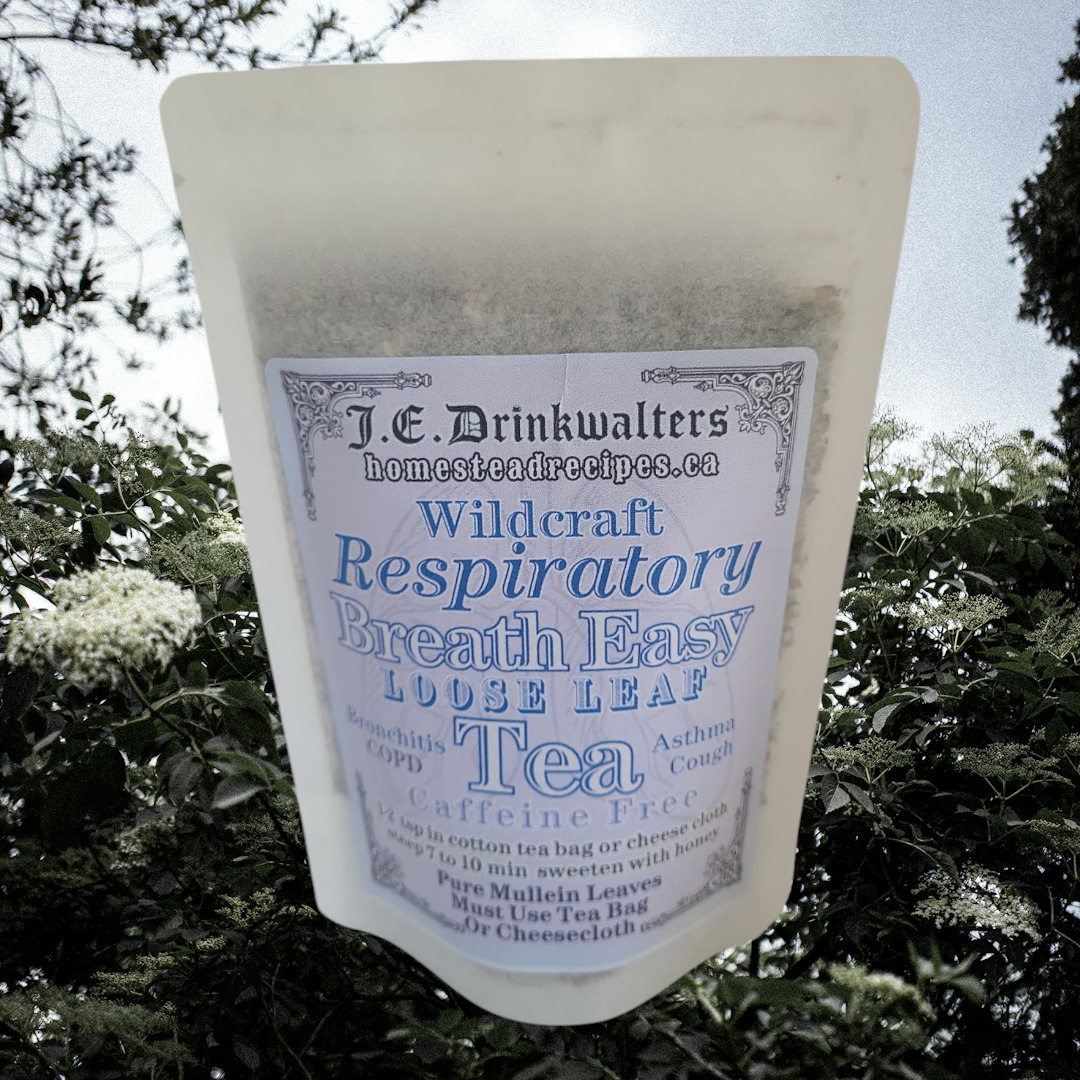 J.E.Drinkwalters
homesteadrecipes.ca
Wildcraft
Respiratory
Breath Easy
LOOSE LEAF
Tea
Bronchitis
COPD
Asthma
Cough
Caffeine Free
1-2 tsp in cotton tea bag or cheese cloth
steep 7 to 10 min sweeten with honey
Pure Mullein Leaves
Must Use Tea Bag
Or Cheesecloth